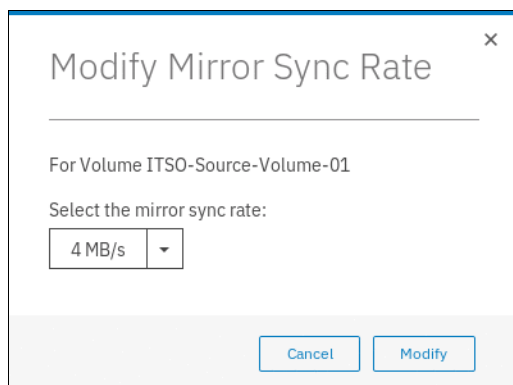 Modify Mirror Sync Rate
For Volume ITSO-Source-Volume-01
Select the mirror sync rate:
4 MB/s
Cancel Modify